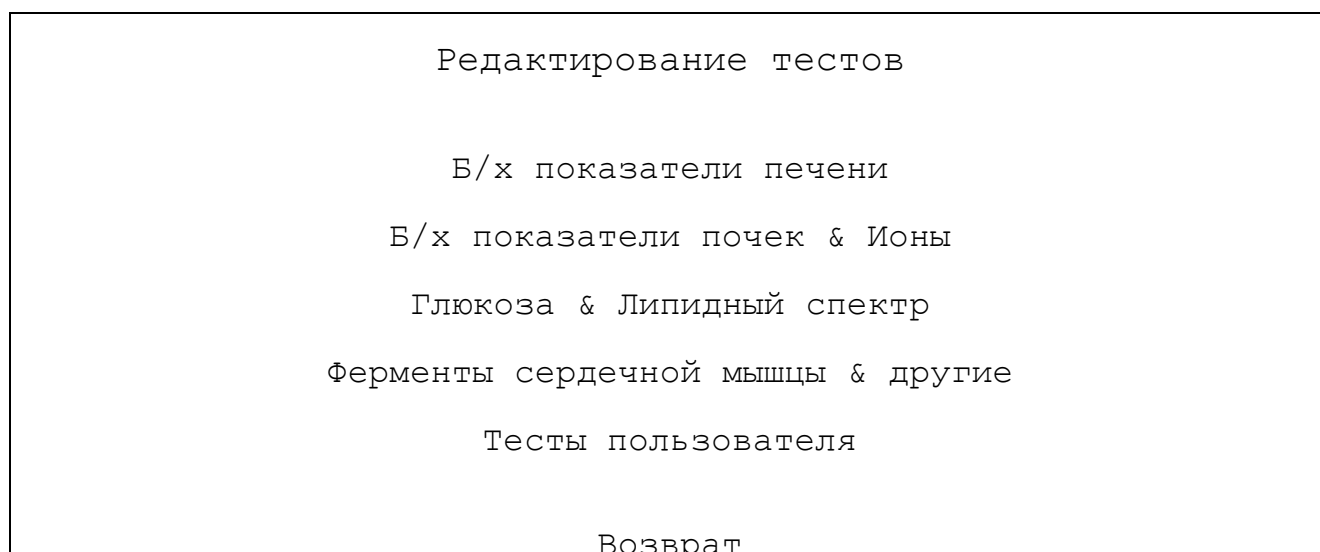 Редактирование тестов
Б/х показатели печени
Б/х показатели почек & Ионы
Глюкоза & Липидный спектр
Ферменты сердечной мышцы & другие
Тесты пользователя
Возврат